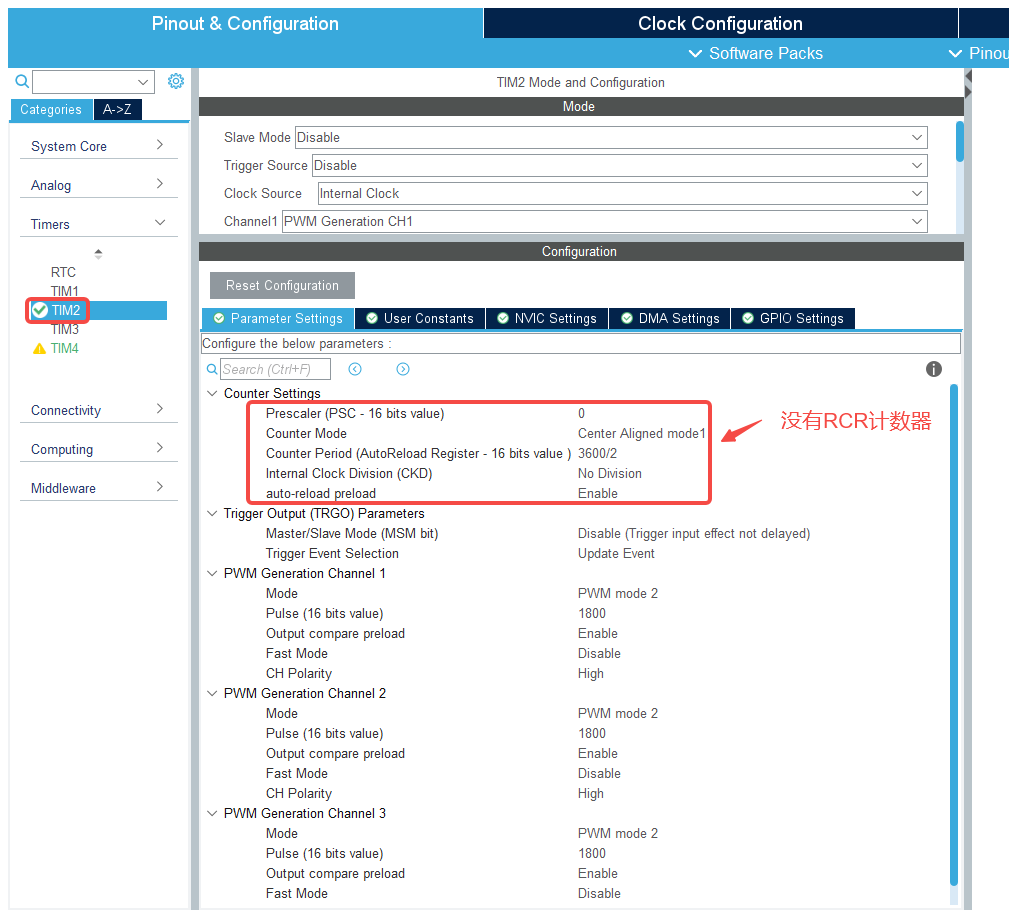 Pinout & Configuration
Clock Configuration
Software Packs
Pinou
TIM2 Mode and Configuration
Categories
A->Z
Mode
System Core
Analog
Timers
RTC
TIM1
TIM2
TIM3
TIM4
Connectivity
Computing
Middleware
Slave Mode Disable
Trigger Source Disable
Clock Source Internal Clock
Channel1 PWM Generation CH1
Configuration
Reset Configuration
Parameter Settings
User Constants
NVIC Settings
DMA Settings
GPIO Settings
Configure the below parameters :
Search (Ctrl+F)
Counter Settings
Prescaler (PSC - 16 bits value) 0
Counter Mode Center Aligned mode1
Counter Period (AutoReload Register - 16 bits value ) 3600/2
Internal Clock Division (CKD) No Division
auto-reload preload Enable
没有RCR计数器
Trigger Output (TRGO) Parameters
Master/Slave Mode (MSM bit) Disable (Trigger input effect not delayed)
Trigger Event Selection Update Event
PWM Generation Channel 1
Mode PWM mode 2
Pulse (16 bits value) 1800
Output compare preload Enable
Fast Mode Disable
CH Polarity High
PWM Generation Channel 2
Mode PWM mode 2
Pulse (16 bits value) 1800
Output compare preload Enable
Fast Mode Disable
CH Polarity High
PWM Generation Channel 3
Mode PWM mode 2
Pulse (16 bits value) 1800
Output compare preload Enable
Fast Mode Disable